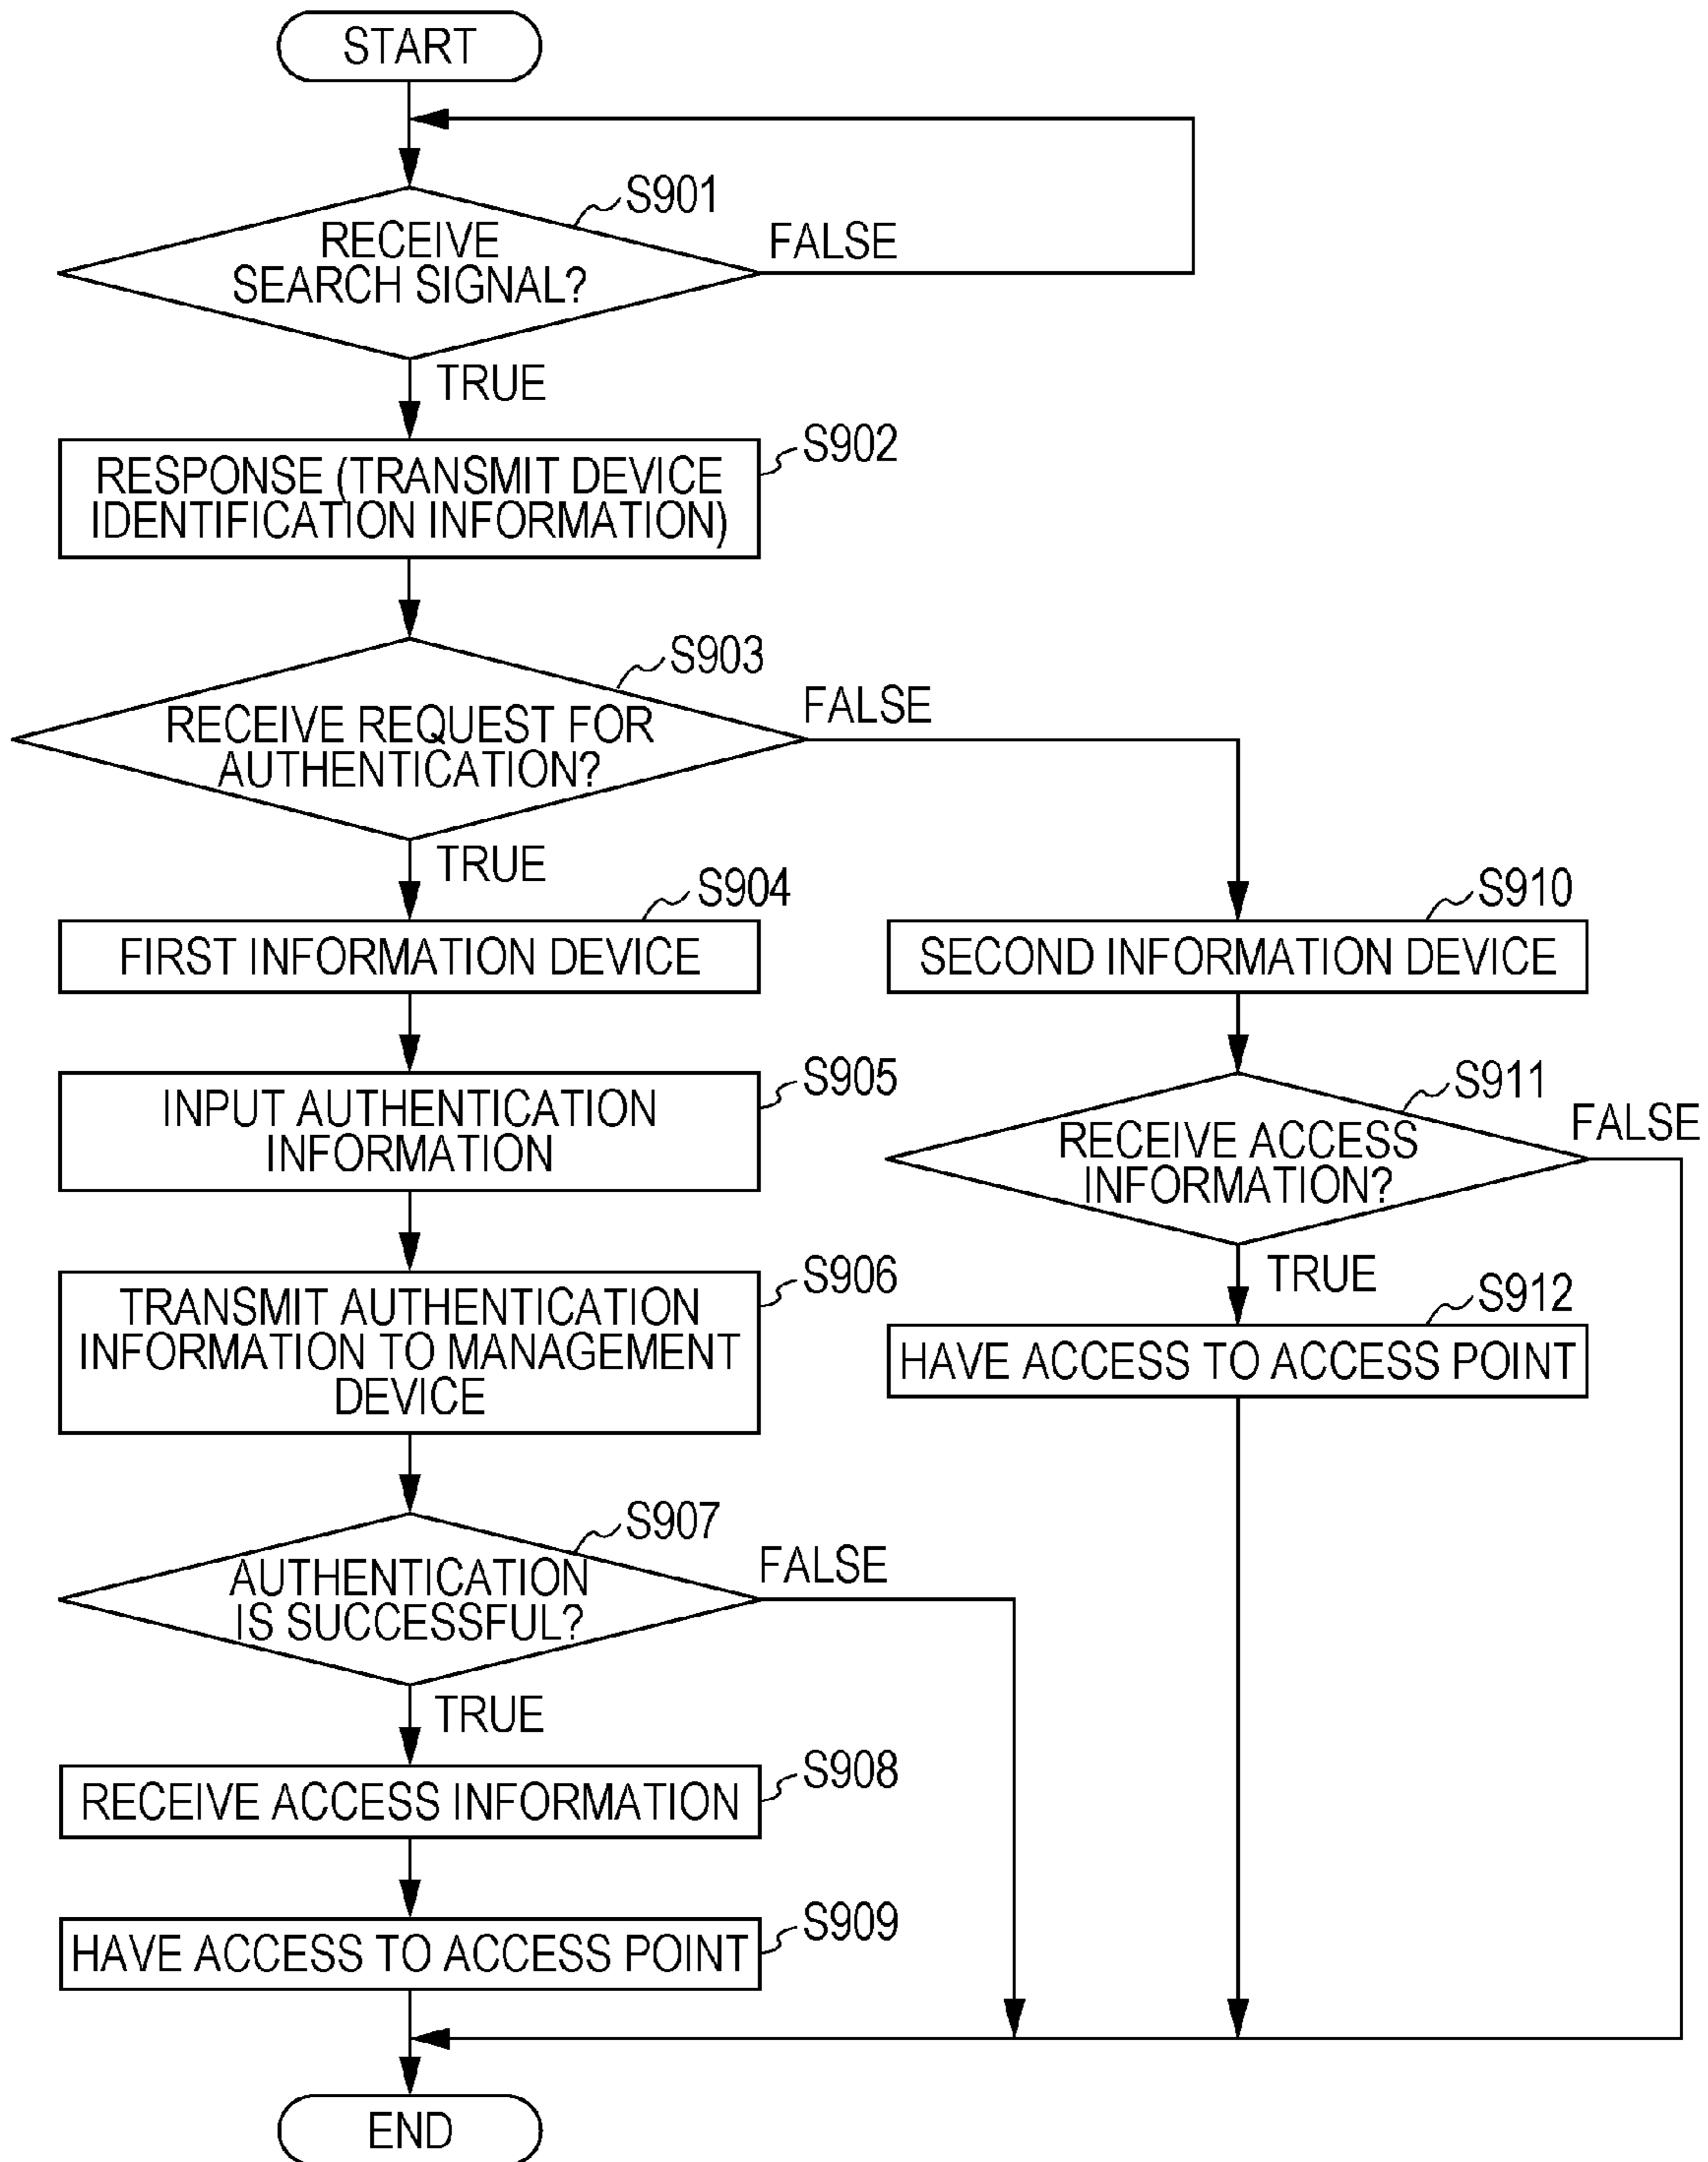 START
S901
RECEIVE
SEARCH SIGNAL?
FALSE
TRUE
S902
RESPONSE (TRANSMIT DEVICE
IDENTIFICATION INFORMATION)
S903
RECEIVE REQUEST FOR
AUTHENTICATION?
FALSE
TRUE
S904
FIRST INFORMATION DEVICE
S910
SECOND INFORMATION DEVICE
S905
INPUT AUTHENTICATION
INFORMATION
S911
RECEIVE ACCESS
INFORMATION?
FALSE
TRUE
S906
TRANSMIT AUTHENTICATION
INFORMATION TO MANAGEMENT
DEVICE
S912
HAVE ACCESS TO ACCESS POINT
S907
AUTHENTICATION
IS SUCCESSFUL?
FALSE
TRUE
S908
RECEIVE ACCESS INFORMATION
S909
HAVE ACCESS TO ACCESS POINT
END